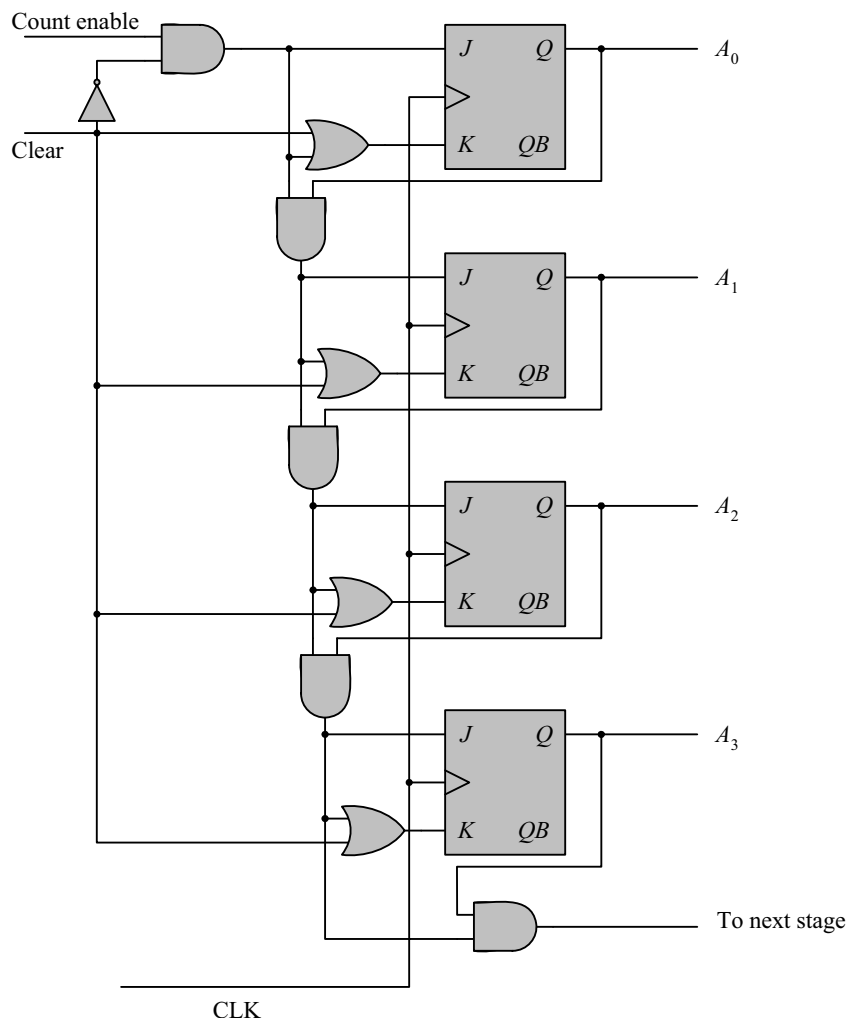 Count enable
J Q A₀
Clear
K QB
J Q A₁
K QB
J Q A₂
K QB
J Q A₃
K QB
To next stage
CLK